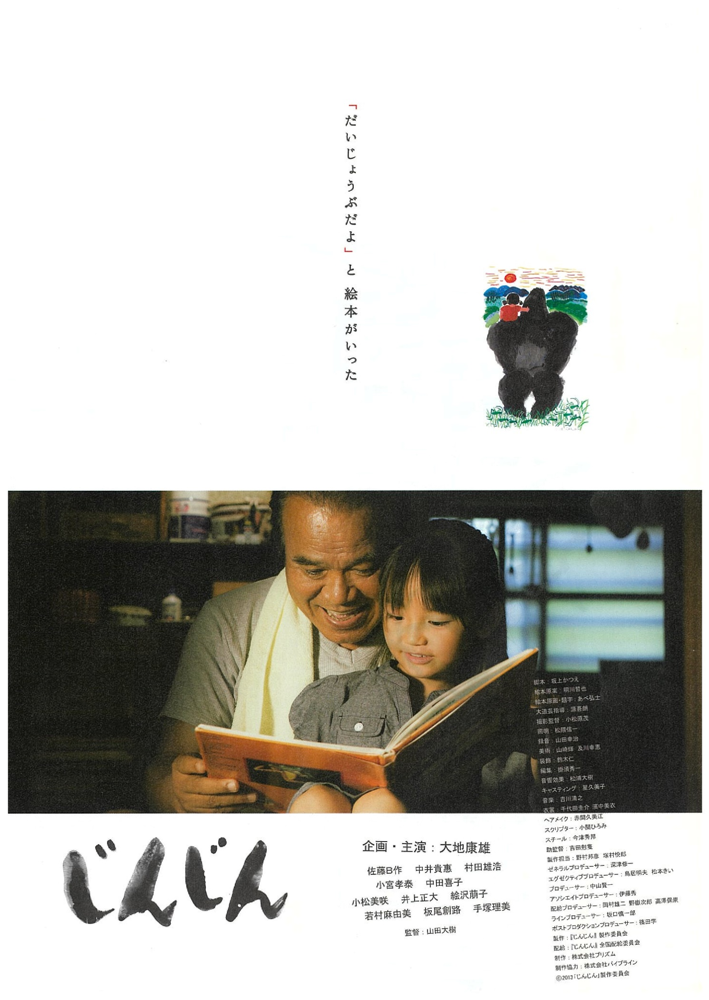 「だいじょうぶだよ」と 絵本がいった
じんじん
企画・主演：大地康雄
佐藤B作 中井貴惠 村田雄浩
小宮孝泰 中田喜子
小松美咲 井上正大 絵沢萠子
若村麻由美 板尾創路 手塚理美
監督：山田大樹
脚本：坂上かつえ
絵本原案：明川哲也
絵本原画・題字：あべ弘士
大道芸指導：源吾朗
撮影監督：小松原茂
照明：松隈信一
録音：山田幸治
美術：山崎輝 及川幸恵
装飾：鈴木仁
編集：掛須秀一
音響効果：松浦大樹
キャスティング：星久美子
音楽：吉川清之
衣裳：千代田圭介 濱中美衣
ヘアメイク：赤間久美江
スクリプター：小関ひろみ
スチール：今津秀邦
助監督：吉田勉隻
製作担当：野村邦彦 塚村悦郎
ゼネラルプロデューサー：深津修一
エグゼクティブプロデューサー：鳥居明夫 松本きい
プロデューサー：中山賢一
アソシエイトプロデューサー：伊藤秀
配給プロデューサー：岡村雄二 野嶽次郎 高澤保崇
ラインプロデューサー：坂口慎一郎
ポストプロダクションプロデューサー：篠田学
製作：『じんじん』製作委員会
配給：『じんじん』全国配給委員会
制作：株式会社プリズム
制作協力：株式会社パイプライン
©2013「じんじん」製作委員会